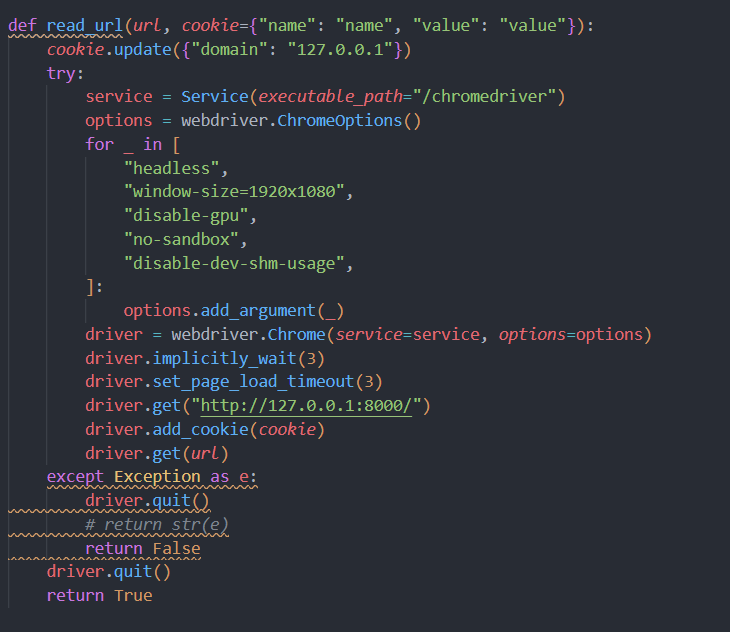 def read_url(url, cookie={"name": "name", "value": "value"}):
    cookie.update({"domain": "127.0.0.1"})
    try:
        service = Service(executable_path="/chromedriver")
        options = webdriver.ChromeOptions()
        for _ in [
            "headless",
            "window-size=1920x1080",
            "disable-gpu",
            "no-sandbox",
            "disable-dev-shm-usage",
        ]:
            options.add_argument(_)
        driver = webdriver.Chrome(service=service, options=options)
        driver.implicitly_wait(3)
        driver.set_page_load_timeout(3)
        driver.get("http://127.0.0.1:8000/")
        driver.add_cookie(cookie)
        driver.get(url)
    except Exception as e:
        driver.quit()
        # return str(e)
        return False
    driver.quit()
    return True